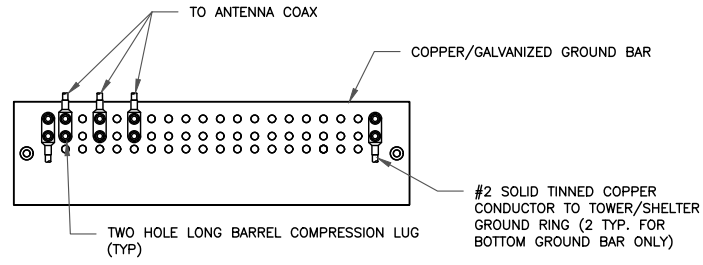 TO ANTENNA COAX
COPPER/GALVANIZED GROUND BAR
#2 SOLID TINNED COPPER
CONDUCTOR TO TOWER/SHELTER
GROUND RING (2 TYP. FOR
BOTTOM GROUND BAR ONLY)
TWO HOLE LONG BARREL COMPRESSION LUG
(TYP)